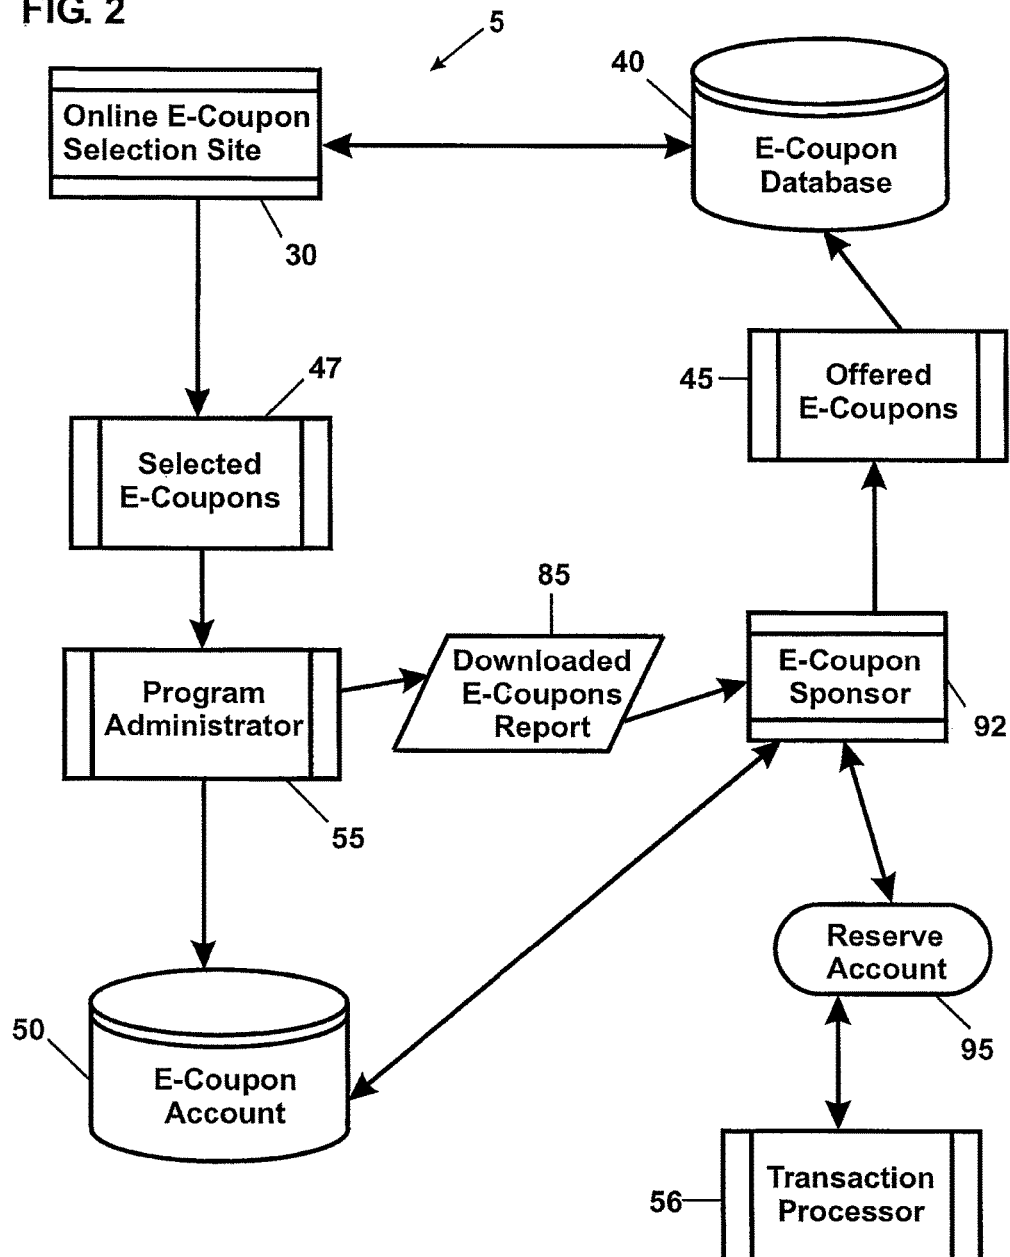 FIG. 2
5
40
Online E-Coupon
Selection Site
E-Coupon
Database
30
47
45
Offered
E-Coupons
Selected
E-Coupons
85
Downloaded
E-Coupons
Report
E-Coupon
Sponsor
Program
Administrator
92
55
Reserve
Account
50
95
E-Coupon
Account
56
Transaction
Processor